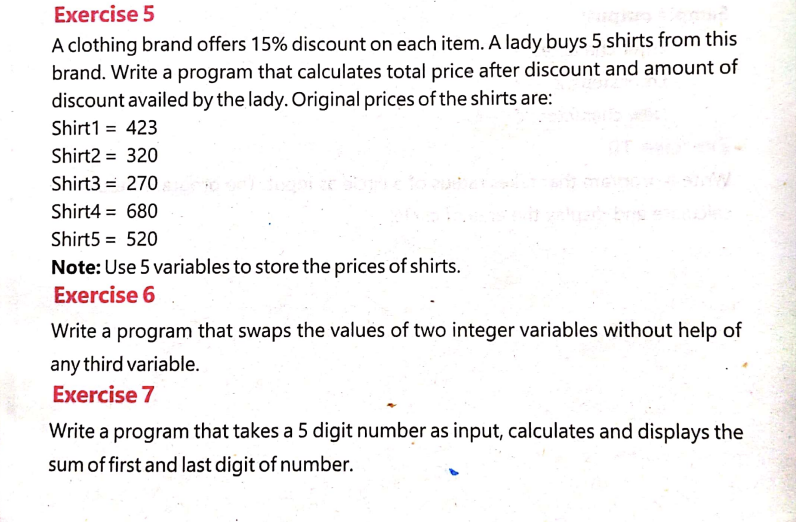 Exercise 5
A clothing brand offers 15% discount on each item. A lady buys 5 shirts from this
brand. Write a program that calculates total price after discount and amount of
discount availed by the lady. Original prices of the shirts are:
Shirt1 = 423
Shirt2 = 320
Shirt3 = 270
Shirt4 = 680
Shirt5 = 520
Note: Use 5 variables to store the prices of shirts.
Exercise 6
Write a program that swaps the values of two integer variables without help of
any third variable.
Exercise 7
Write a program that takes a 5 digit number as input, calculates and displays the
sum of first and last digit of number.